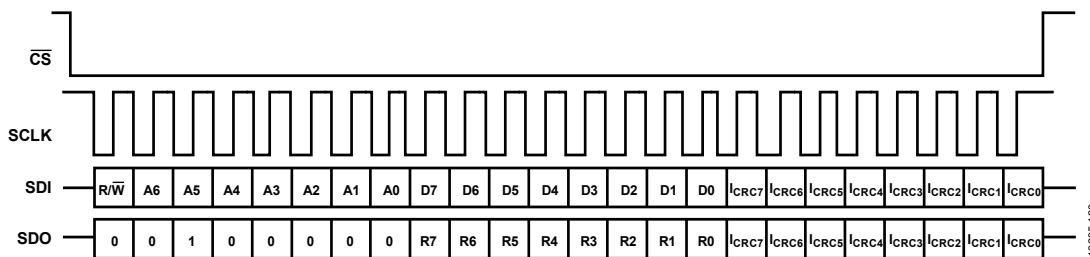 CS
SCLK
SDI R/W A6 A5 A4 A3 A2 A1 A0 D7 D6 D5 D4 D3 D2 D1 D0 ICRC7 ICRC6 ICRC5 ICRC4 ICRC3 ICRC2 ICRC1 ICRC0
SDO 0 0 1 0 0 0 0 0 R7 R6 R5 R4 R3 R2 R1 R0 ICRC7 ICRC6 ICRC5 ICRC4 ICRC3 ICRC2 ICRC1 ICRC0